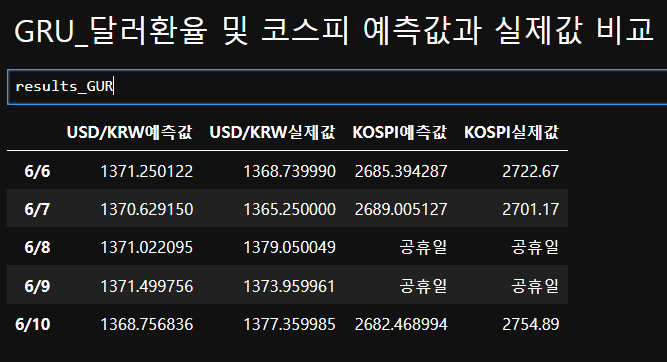 GRU_달러환율 및 코스피 예측값과 실제값 비교
results_GUR
USD/KRW예측값 USD/KRW실제값 KOSPI예측값 KOSPI실제값
6/6 1371.250122 1368.739990 2685.394287 2722.67
6/7 1370.629150 1365.250000 2689.005127 2701.17
6/8 1371.022095 1379.050049 공휴일 공휴일
6/9 1371.499756 1373.959961 공휴일 공휴일
6/10 1368.756836 1377.359985 2682.468994 2754.89